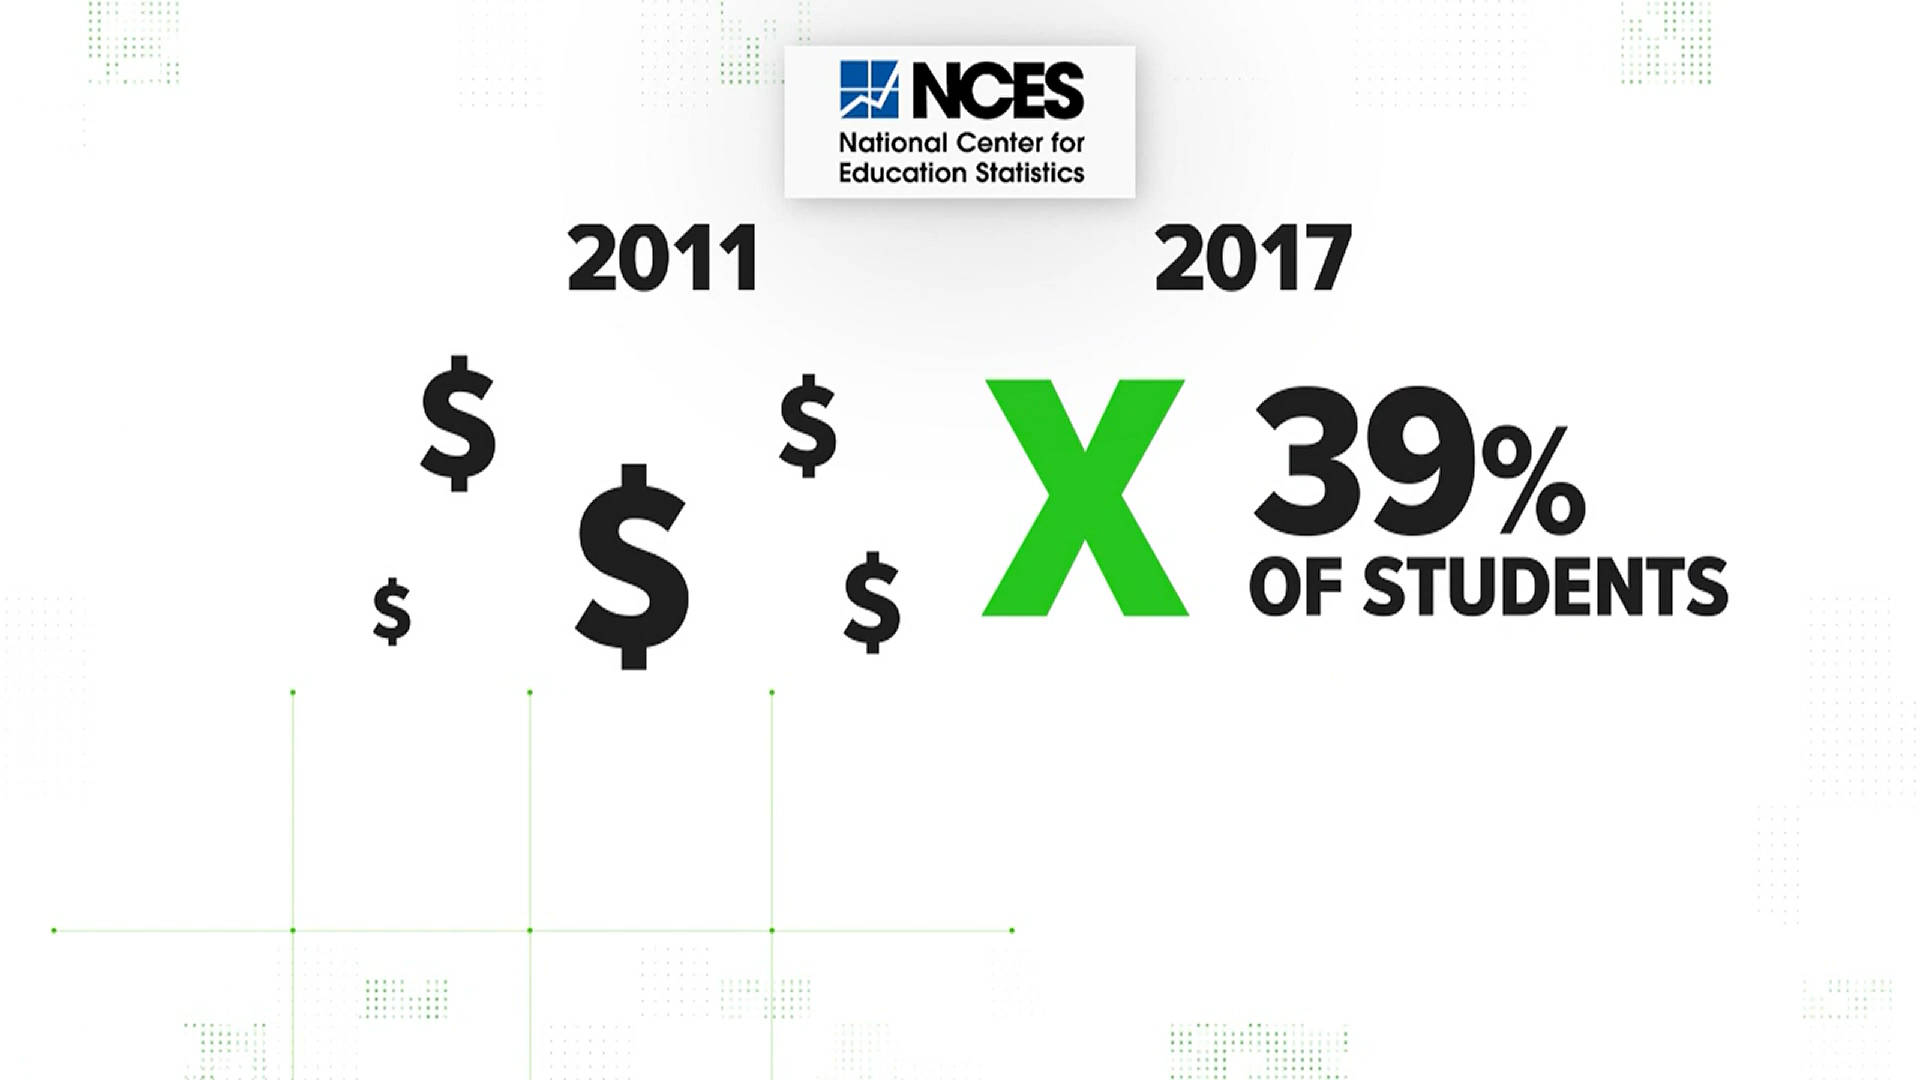 NCES
National Center for
Education Statistics
2011
2017
$
$
$
$
$
X
39%
OF STUDENTS